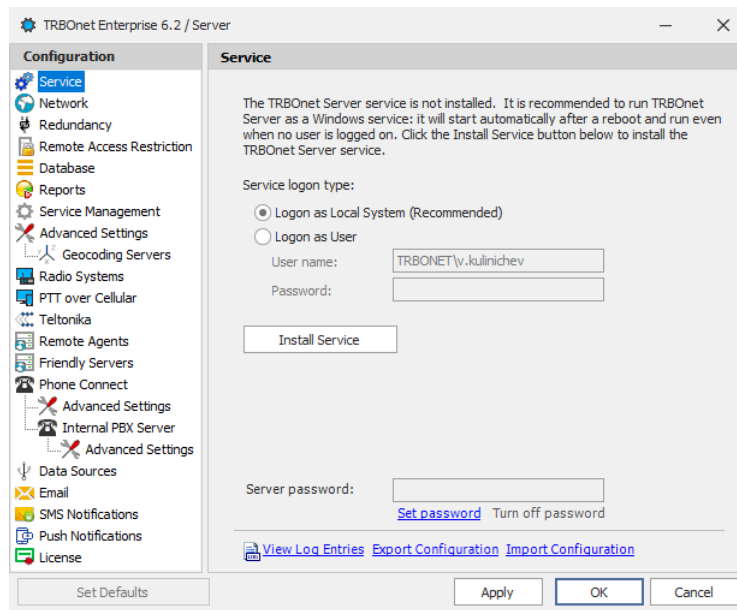 TRBOnet Enterprise 6.2 / Server
Configuration
Service
Network
Redundancy
Remote Access Restriction
Database
Reports
Service Management
Advanced Settings
Geocoding Servers
Radio Systems
PTT over Cellular
Teltonika
Remote Agents
Friendly Servers
Phone Connect
Advanced Settings
Internal PBX Server
Advanced Settings
Data Sources
Email
SMS Notifications
Push Notifications
License
Set Defaults
Service
The TRBOnet Server service is not installed. It is recommended to run TRBOnet
Server as a Windows service: it will start automatically after a reboot and run even
when no user is logged on. Click the Install Service button below to install the
TRBOnet Server service.
Service logon type:
Logon as Local System (Recommended)
Logon as User
User name: TRBONET\v.kulinichev
Password:
Install Service
Server password:
Set password Turn off password
View Log Entries Export Configuration Import Configuration
Apply OK Cancel